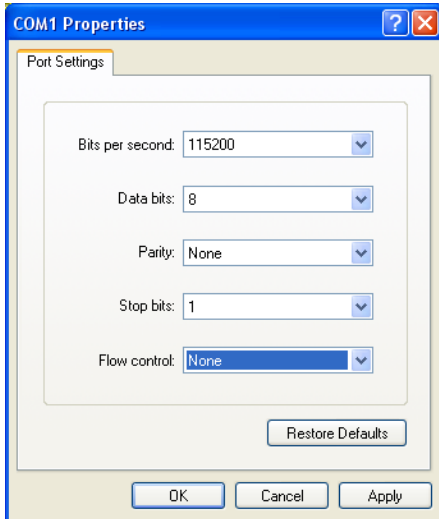 COM1 Properties
Port Settings
Bits per second: 115200
Data bits: 8
Parity: None
Stop bits: 1
Flow control: None
Restore Defaults
OK Cancel Apply